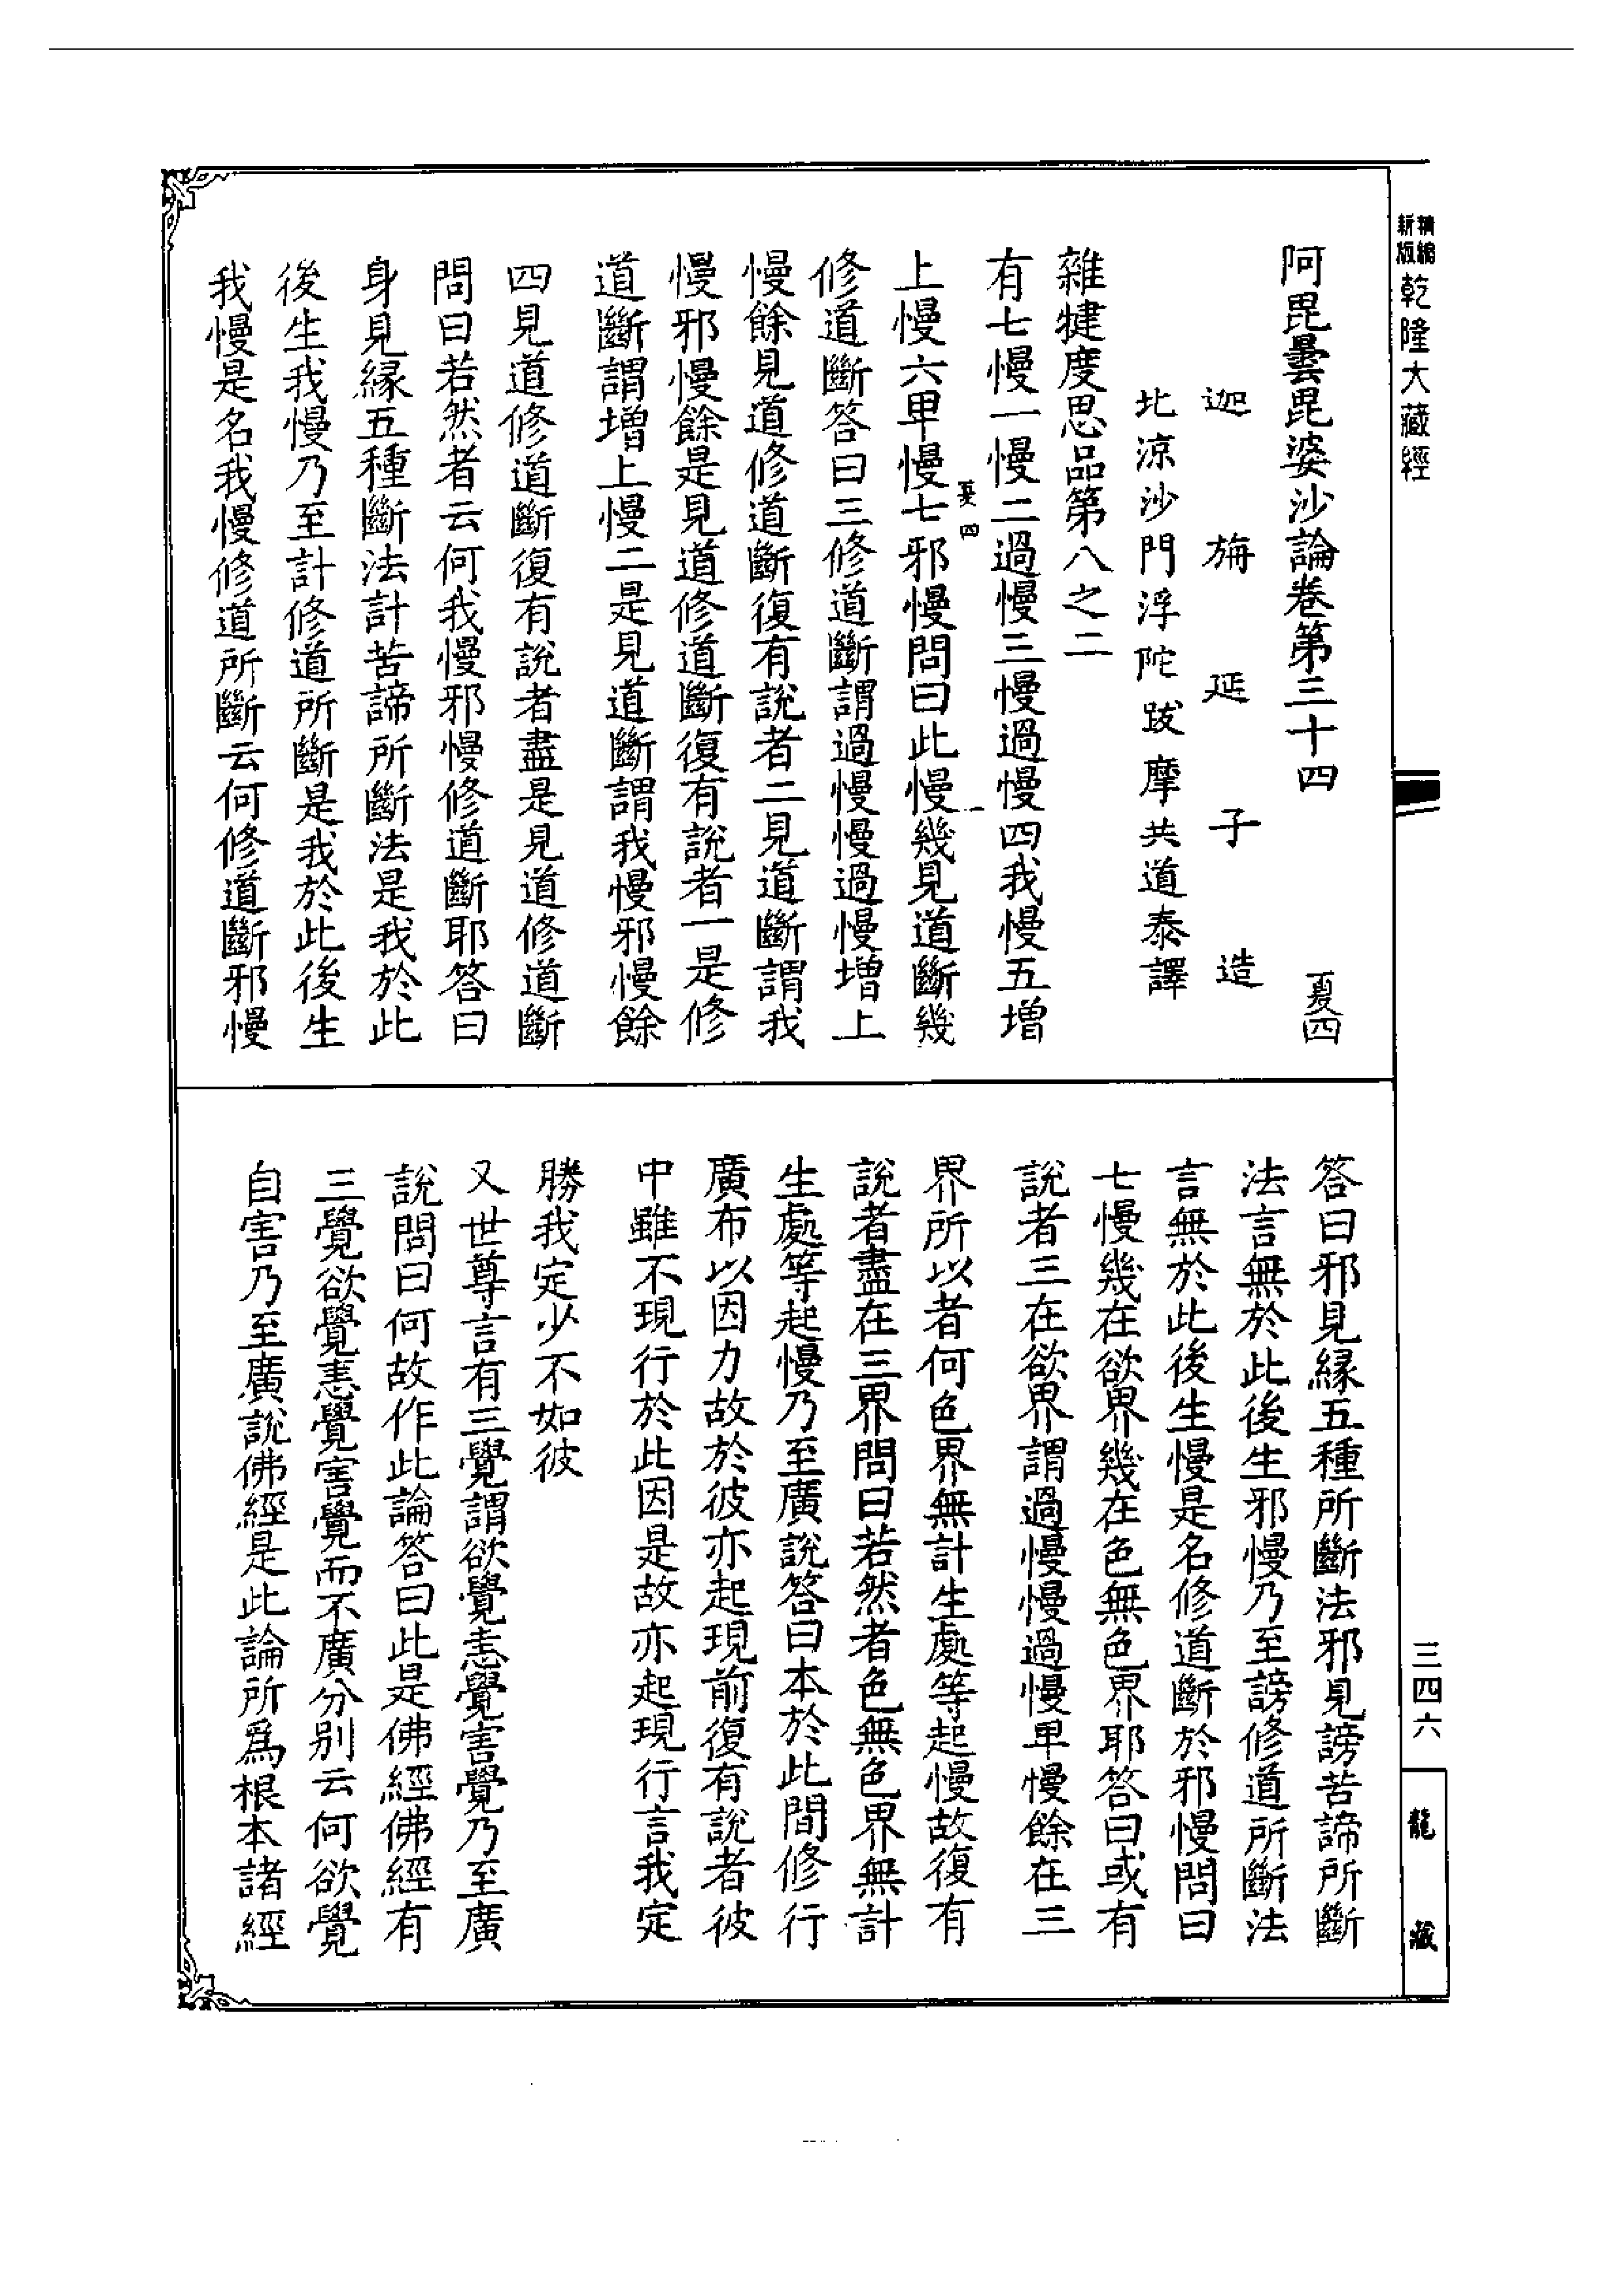 新編
精版
乾隆大藏經
阿毘曇毘婆沙論卷第三十四　夏四
迦旃延子造
北涼沙門浮陀跋摩共道泰譯
雜犍度思品第八之二
有七慢一慢二過慢三慢過慢四我慢五增
上慢六卑慢七邪慢問曰此慢幾見道斷幾
夏四
一
修道斷答曰三修道斷謂過慢慢過慢增上
慢餘見道修道斷復有說者二見道斷謂我
慢邪慢餘是見道修道斷復有說者一是修
道斷謂增上慢二是見道斷謂我慢邪慢餘
四見道修道斷復有說者盡是見道修道斷
問曰若然者云何我慢邪慢修道斷耶答曰
身見緣五種斷法計苦諦所斷法是我於此
後生我慢乃至計修道所斷是我於此後生
我慢是名我慢修道所斷云何修道斷邪慢
答曰邪見緣五種所斷法邪見謗苦諦所斷
法言無於此後生邪慢乃至謗修道所斷法
言無於此後生慢是名修道斷於邪慢問曰
七慢幾在欲界幾在色無色界耶答曰或有
說者三在欲界謂過慢慢過慢卑慢餘在三
界所以者何色界無計生處等起慢故復有
說者盡在三界問曰若然者色無色界無計
生處等起慢乃至廣說答曰本於此間修行
廣布以因力故於彼亦起現前復有說者彼
中雖不現行於此因是故亦起現行言我定
勝我定少不如彼
又世尊言有三覺謂欲覺恚覺害覺乃至廣
說問曰何故作此論答曰此是佛經佛經有
三覺欲覺恚覺害覺而不廣分別云何欲覺
自害乃至廣說佛經是此論所為根本諸經
三四六
龍藏